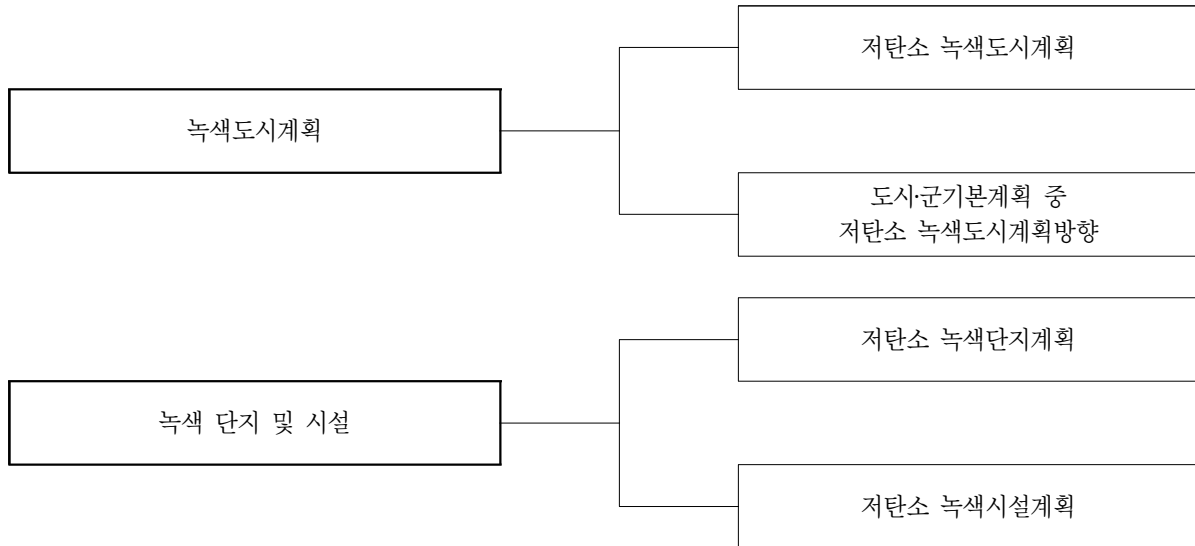 저탄소 녹색도시계획
녹색도시계획
도시·군기본계획 중
저탄소 녹색도시계획방향
저탄소 녹색단지계획
녹색 단지 및 시설
저탄소 녹색시설계획